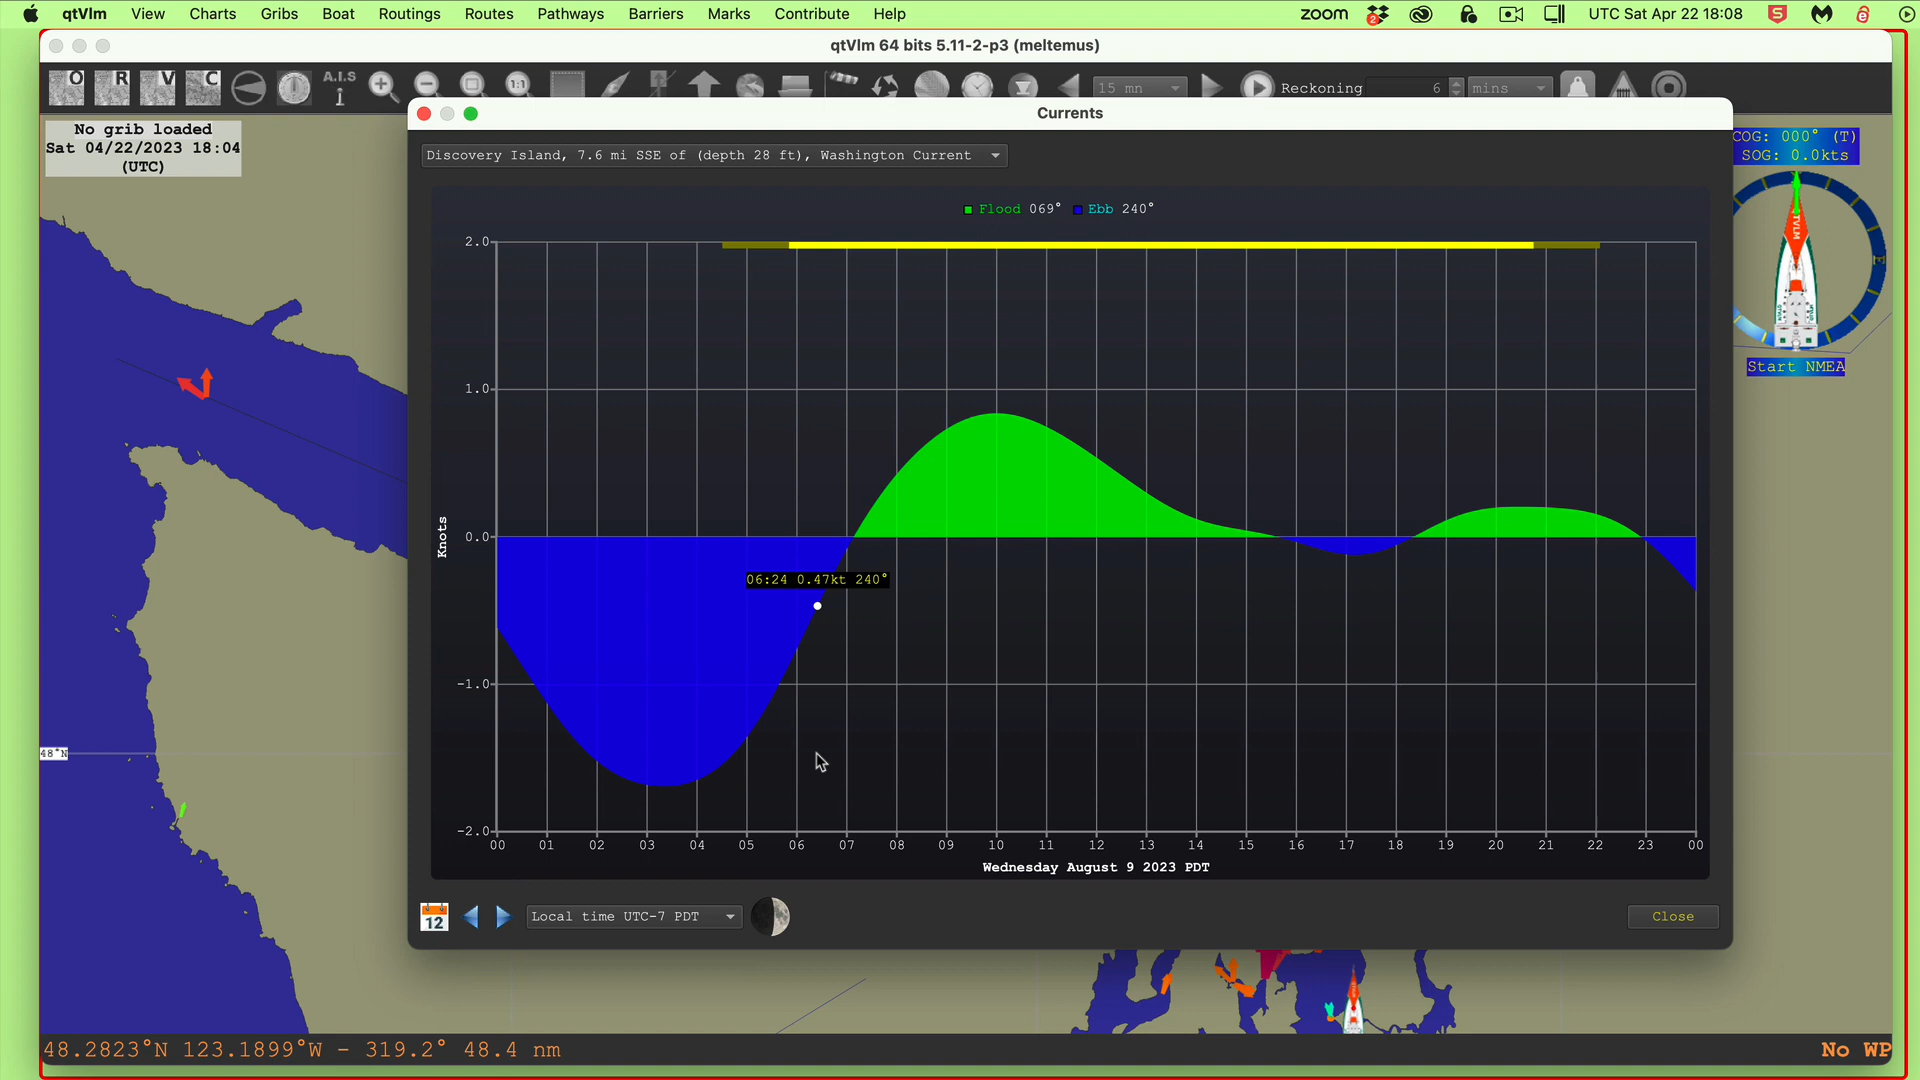 qtVlm View Charts Gribs Boat Routings Routes Pathways Barriers Marks Contribute Help zoom 2 UTC Sat Apr 22 18:08
qtVlm 64 bits 5.11-2-p3 (meltemus)
O R V C A.I.S 1:1 15 mn Reckoning 6 mins
No grib loaded
Sat 04/22/2023 18:04
(UTC)
Currents
COG: 000° (T)
SOG: 0.0kts
Discovery Island, 7.6 mi SSE of (depth 28 ft), Washington Current
Flood 069° Ebb 240°
2.0
1.0
0.0
-1.0
-2.0
Knots
06:24 0.47kt 240°
00 01 02 03 04 05 06 07 08 09 10 11 12 13 14 15 16 17 18 19 20 21 22 23 00
Wednesday August 9 2023 PDT
E
Start NMEA
48°N
12 Local time UTC-7 PDT Close
48.2823°N 123.1899°W - 319.2° 48.4 nm No WP